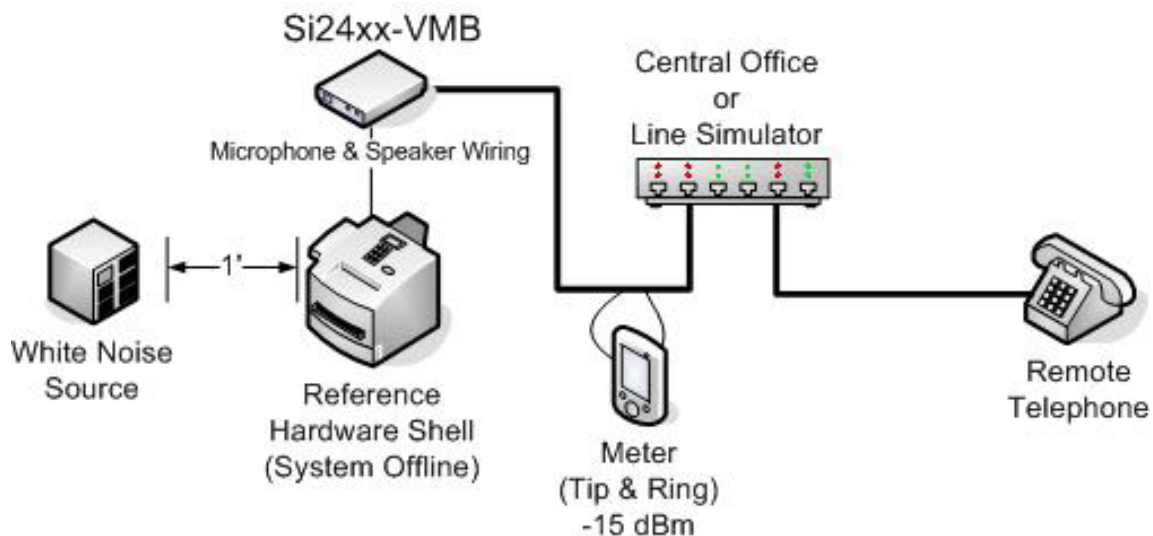 Si24xx-VMB
Microphone & Speaker Wiring
Central Office
or
Line Simulator
1'
White Noise
Source
Reference
Hardware Shell
(System Offline)
Meter
(Tip & Ring)
-15 dBm
Remote
Telephone